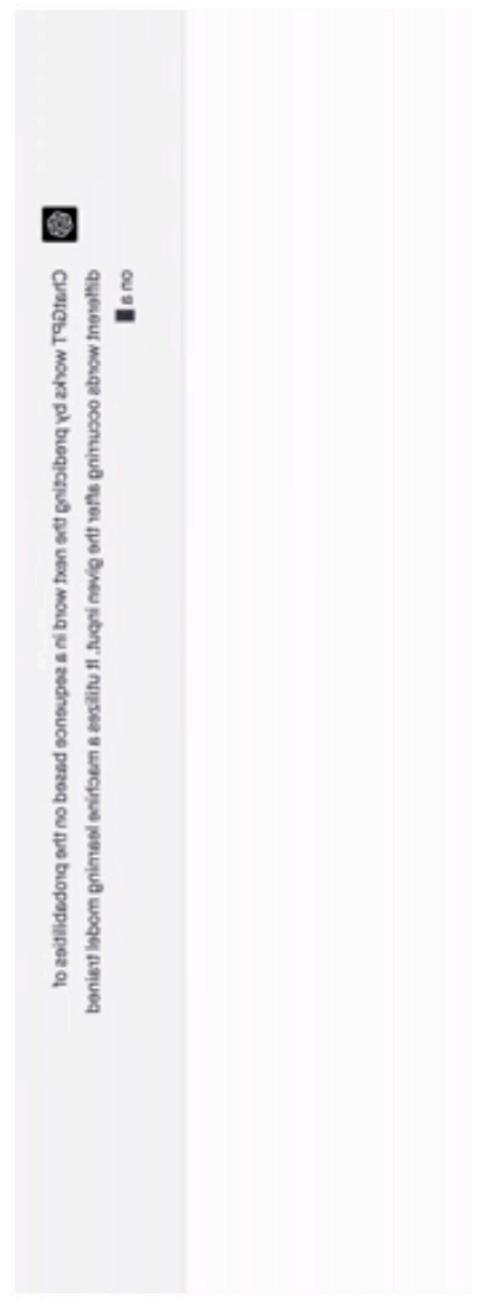 ChatGPT works by predicting the next word in a sequence based on the probabilities of
different words occurring after the given input. It utilizes a machine learning model trained
on a